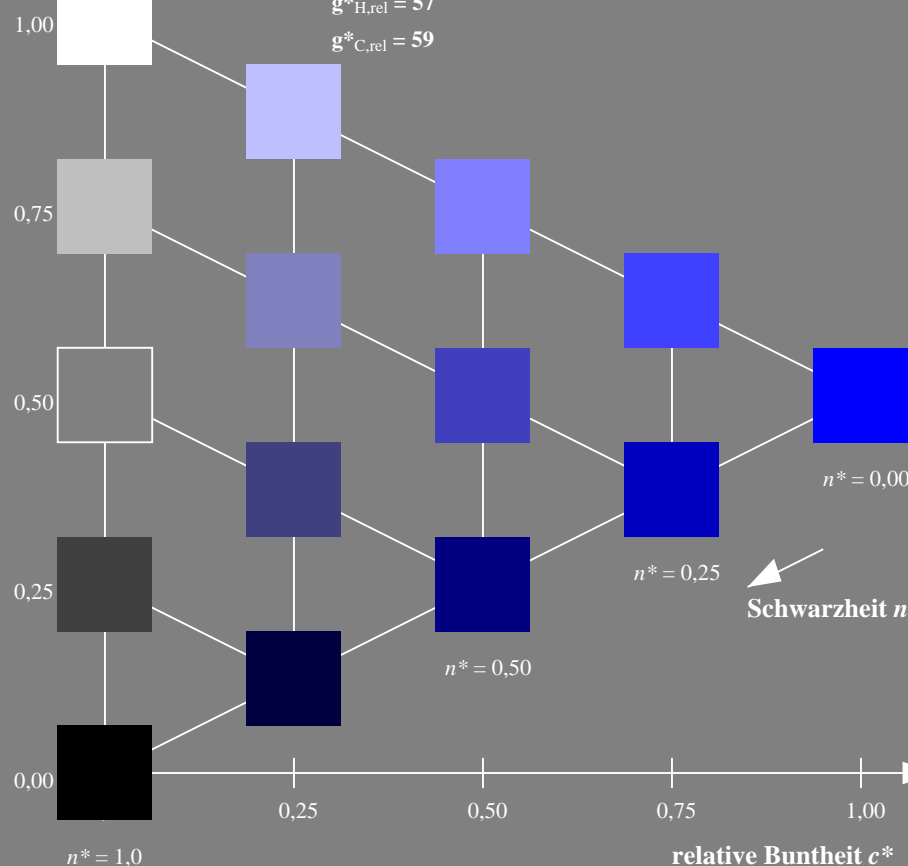 g*H,rel = 57
1,00
g*C,rel = 59
0,75
0,50
n* = 0,00
n* = 0,25
0,25
Schwarzheit n
n* = 0,50
0,00
0,25
0,50
0,75
1,00
n* = 1,0
relative Buntheit c*